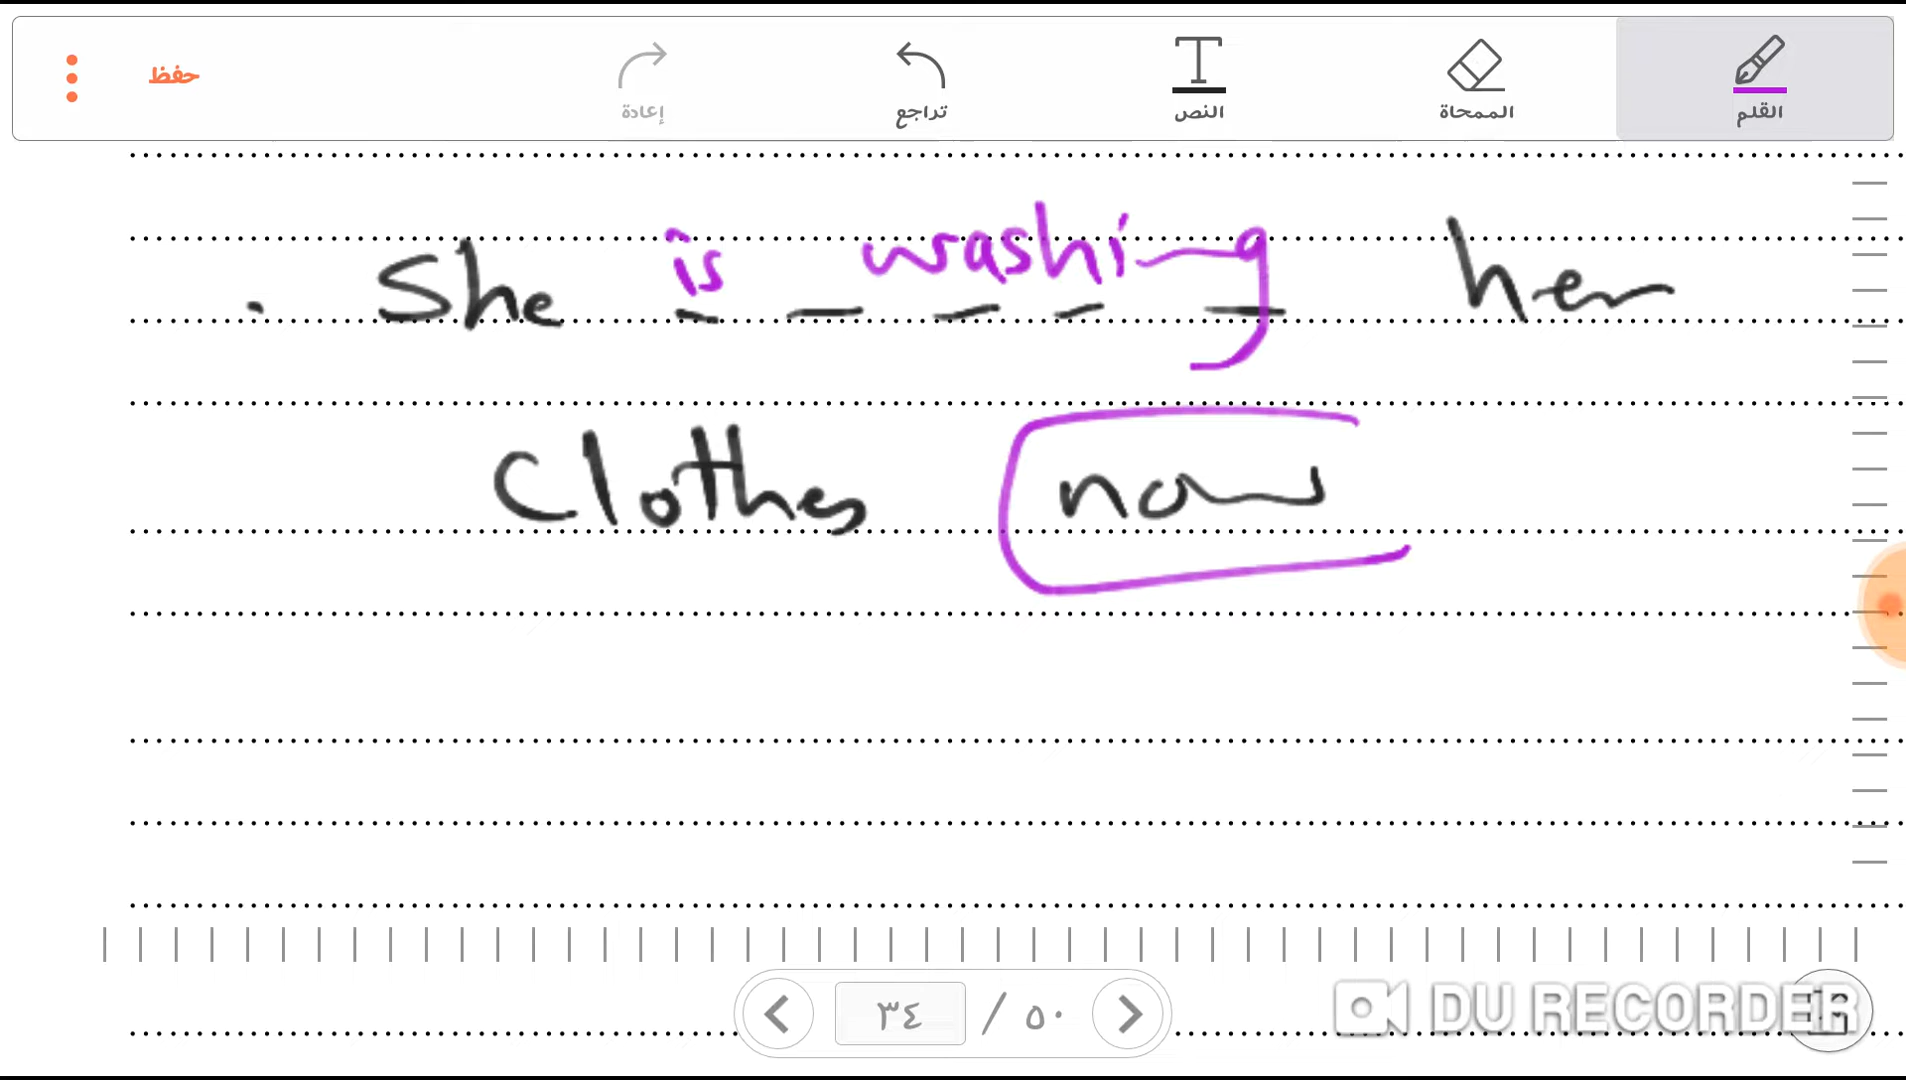 حفظ إعادة تراجع النص الممحاة القلم
. She is washing her
Clothes now
٣٤ / ٥٠
DU RECORDER